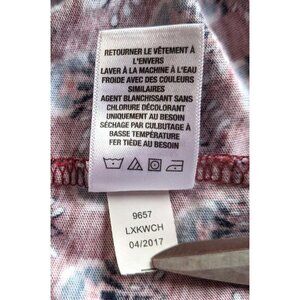 RETOURNER LE VÊTEMENT À
L'ENVERS
LAVER À LA MACHINE À L'EAU
FROIDE AVEC DES COULEURS
SIMILAIRES
AGENT BLANCHISSANT SANS
CHLORURE DÉCOLORATION
UNIQUEMENT AU BESOIN
SÉCHAGE PAR CULBUTAGE À
BASSE TEMPÉRATURE
FER TIÈDE AU BESOIN
9657
LXKWCH
04/2017